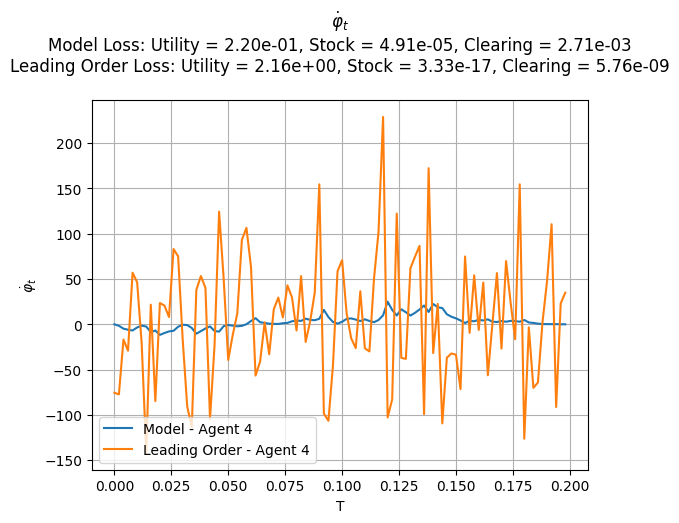 φ̇_t
Model Loss: Utility = 2.20e-01, Stock = 4.91e-05, Clearing = 2.71e-03
Leading Order Loss: Utility = 2.16e+00, Stock = 3.33e-17, Clearing = 5.76e-09
φ̇_t
200
150
100
50
0
−50
−100
−150
Model - Agent 4
Leading Order - Agent 4
0.000 0.025 0.050 0.075 0.100 0.125 0.150 0.175 0.200
T